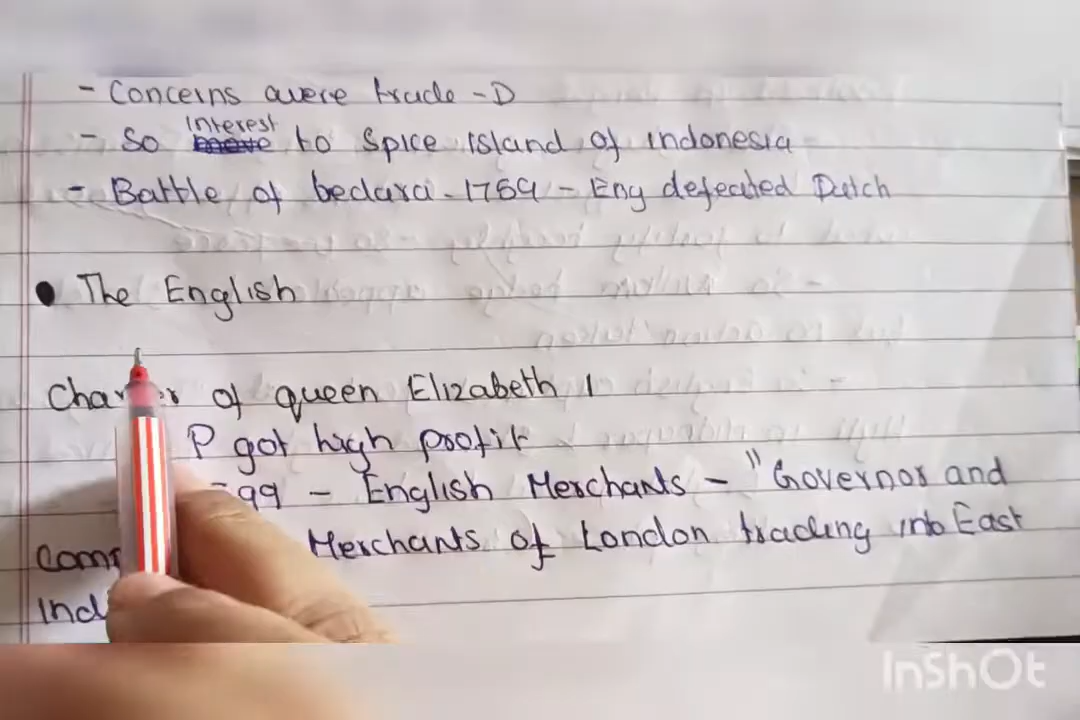 - Concerns were trade - D
- So interest to Spice Island of indonesia
- Battle of bedara - 1759 - Eng defeated Dutch
• The English
of queen Elizabeth I
P got high profit
99 - English Merchants - "Governor and
Merchants of London trading into East
InShOt